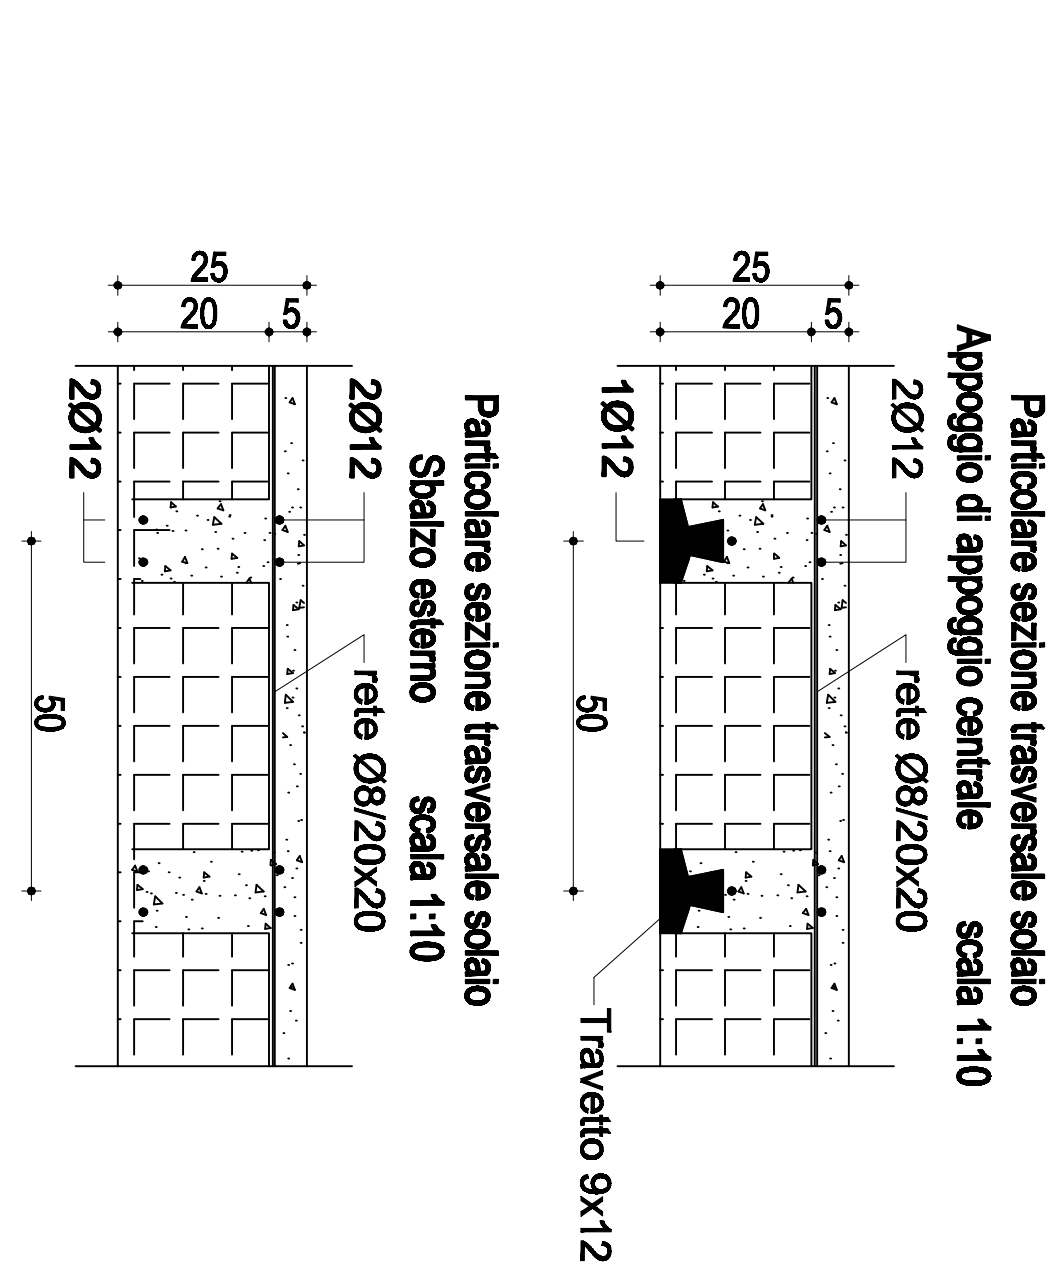 Particolare sezione trasversale solaio
Appoggio di appoggio centrale scala 1:10
25
20 5
2Ø12
1Ø12
rete Ø8/20x20
50
Travetto 9x12
Particolare sezione trasversale solaio
Sbalzo esterno scala 1:10
25
20 5
2Ø12
2Ø12
rete Ø8/20x20
50